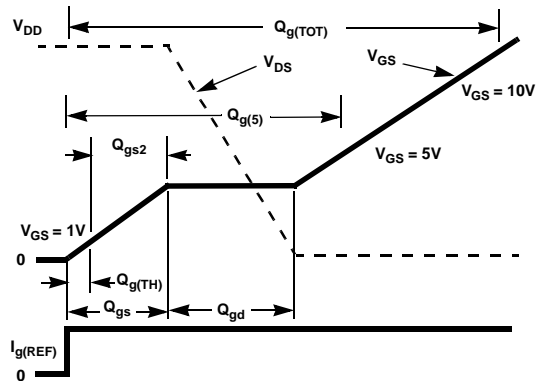 V_DD
Q_g(TOT)
V_DS
V_GS
V_GS = 10V
Q_g(5)
Q_gs2
V_GS = 5V
V_GS = 1V
0
Q_g(TH)
Q_gs
Q_gd
I_g(REF)
0